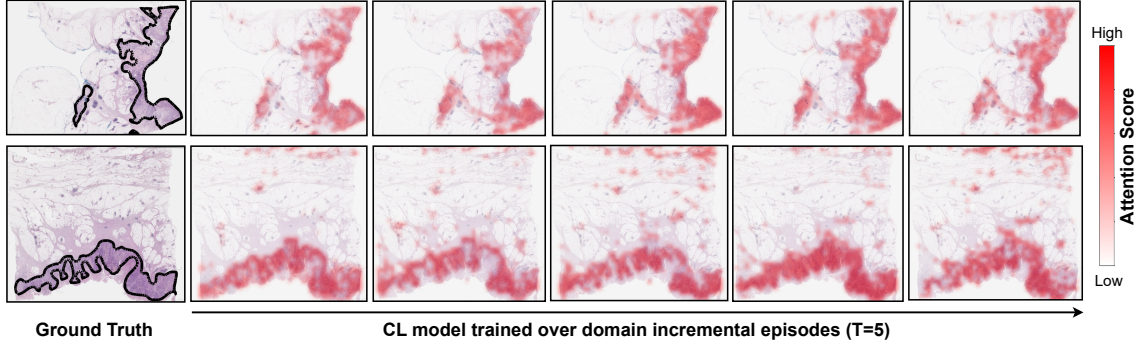 High
Attention Score
Low
Ground Truth
CL model trained over domain incremental episodes (T=5)